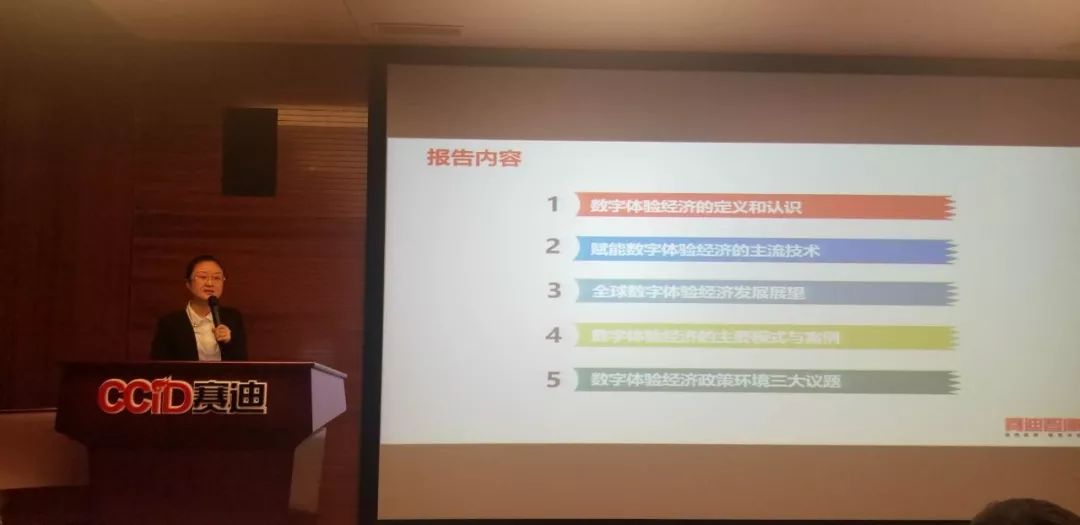 报告内容
1 数字体验经济的定义和认识
2 赋能数字体验经济的主流技术
3 全球数字体验经济发展展望
4 数字体验经济的主要模式与案例
5 数字体验经济政策环境三大议题
赛迪智库
CCID赛迪